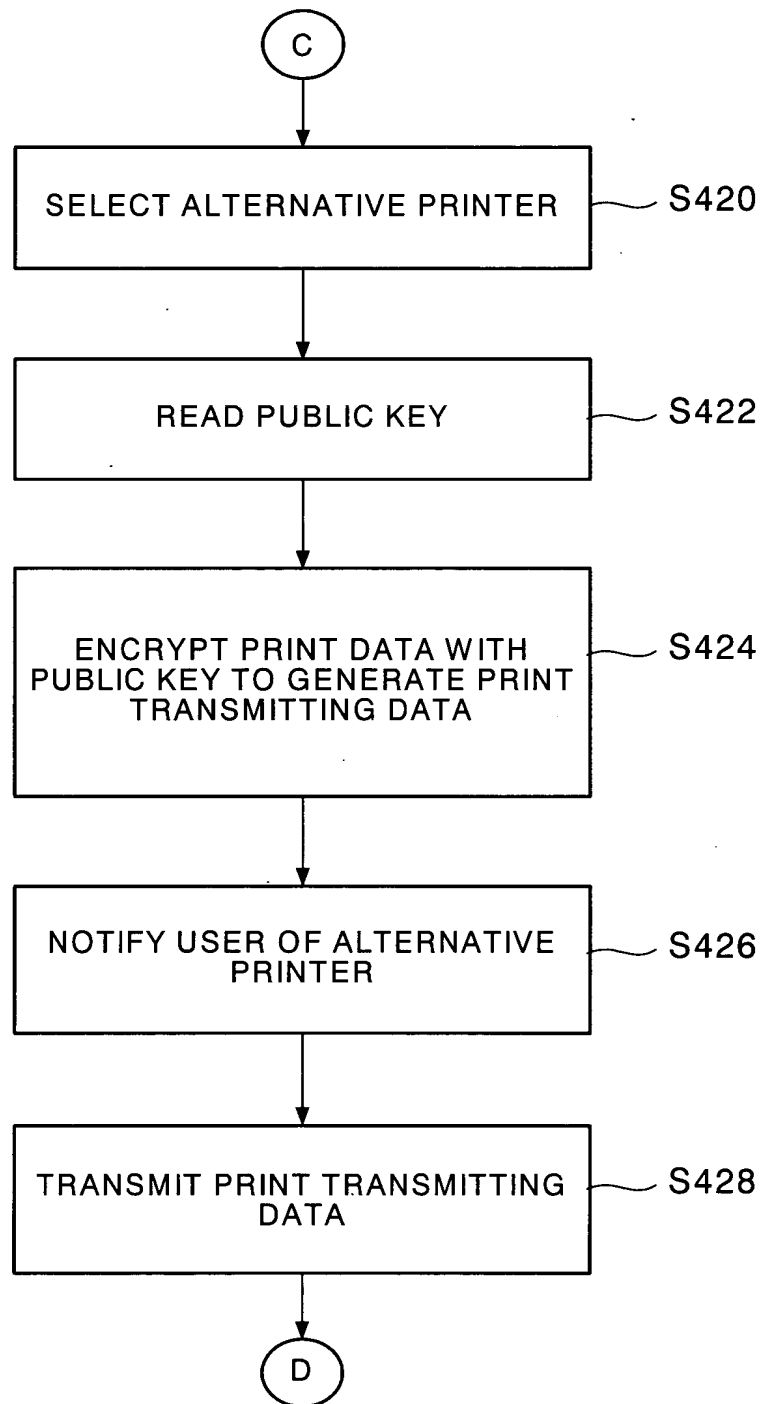 C
SELECT ALTERNATIVE PRINTER
S420
READ PUBLIC KEY
S422
ENCRYPT PRINT DATA WITH
PUBLIC KEY TO GENERATE PRINT
TRANSMITTING DATA
S424
NOTIFY USER OF ALTERNATIVE
PRINTER
S426
TRANSMIT PRINT TRANSMITTING
DATA
S428
D